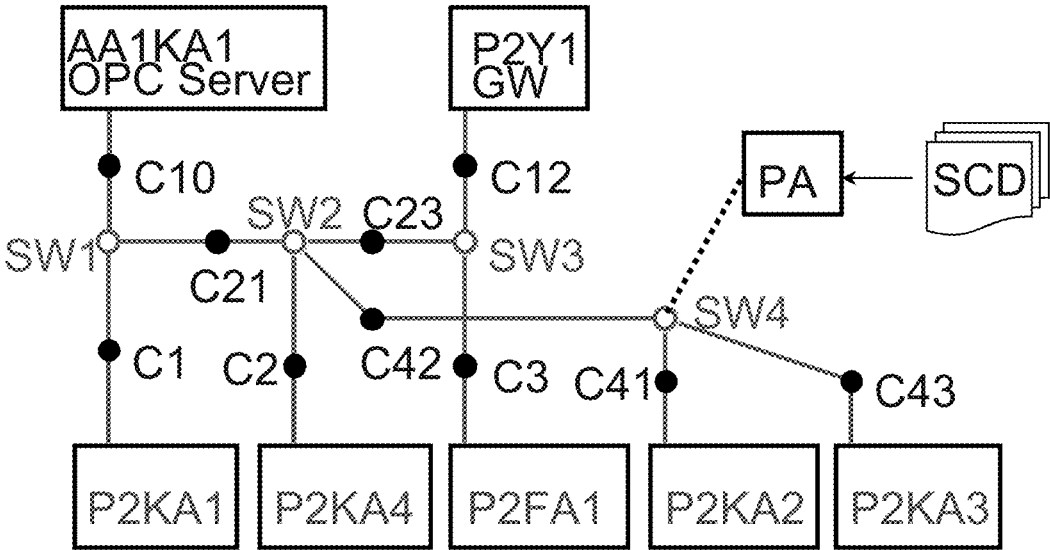 AA1KA1
OPC Server
P2Y1
GW
C10
C12
PA
SCD
SW2
C23
SW1
SW3
C21
SW4
C1
C2
C42
C3
C41
C43
P2KA1
P2KA4
P2FA1
P2KA2
P2KA3